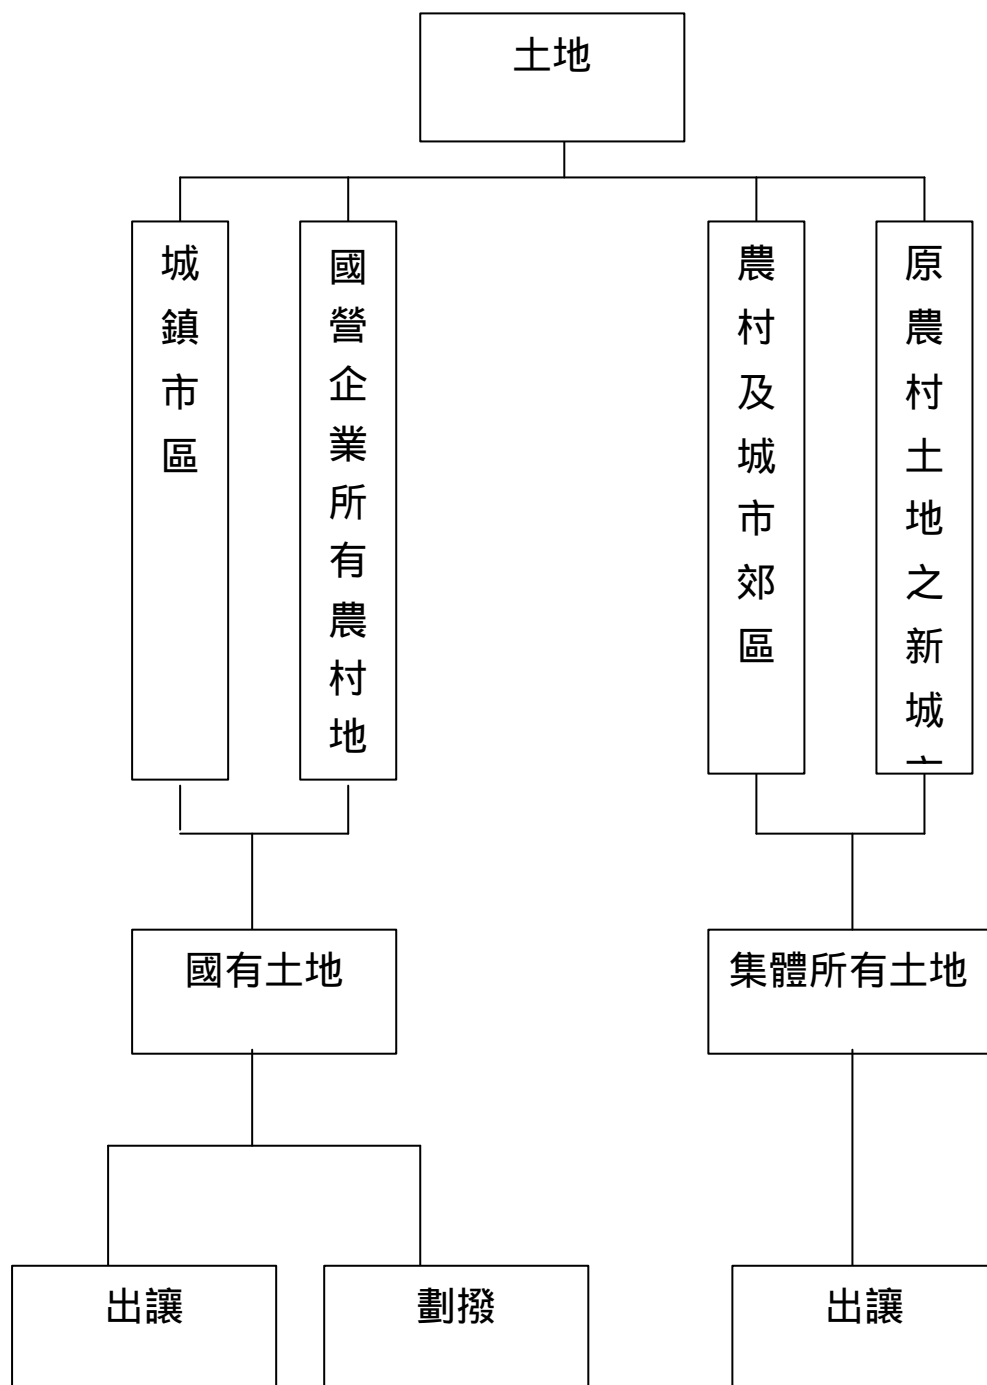 土地
城鎮市區
國營企業所有農村地
農村及城市郊區
原農村土地之新城
國有土地
集體所有土地
出讓
劃撥
出讓